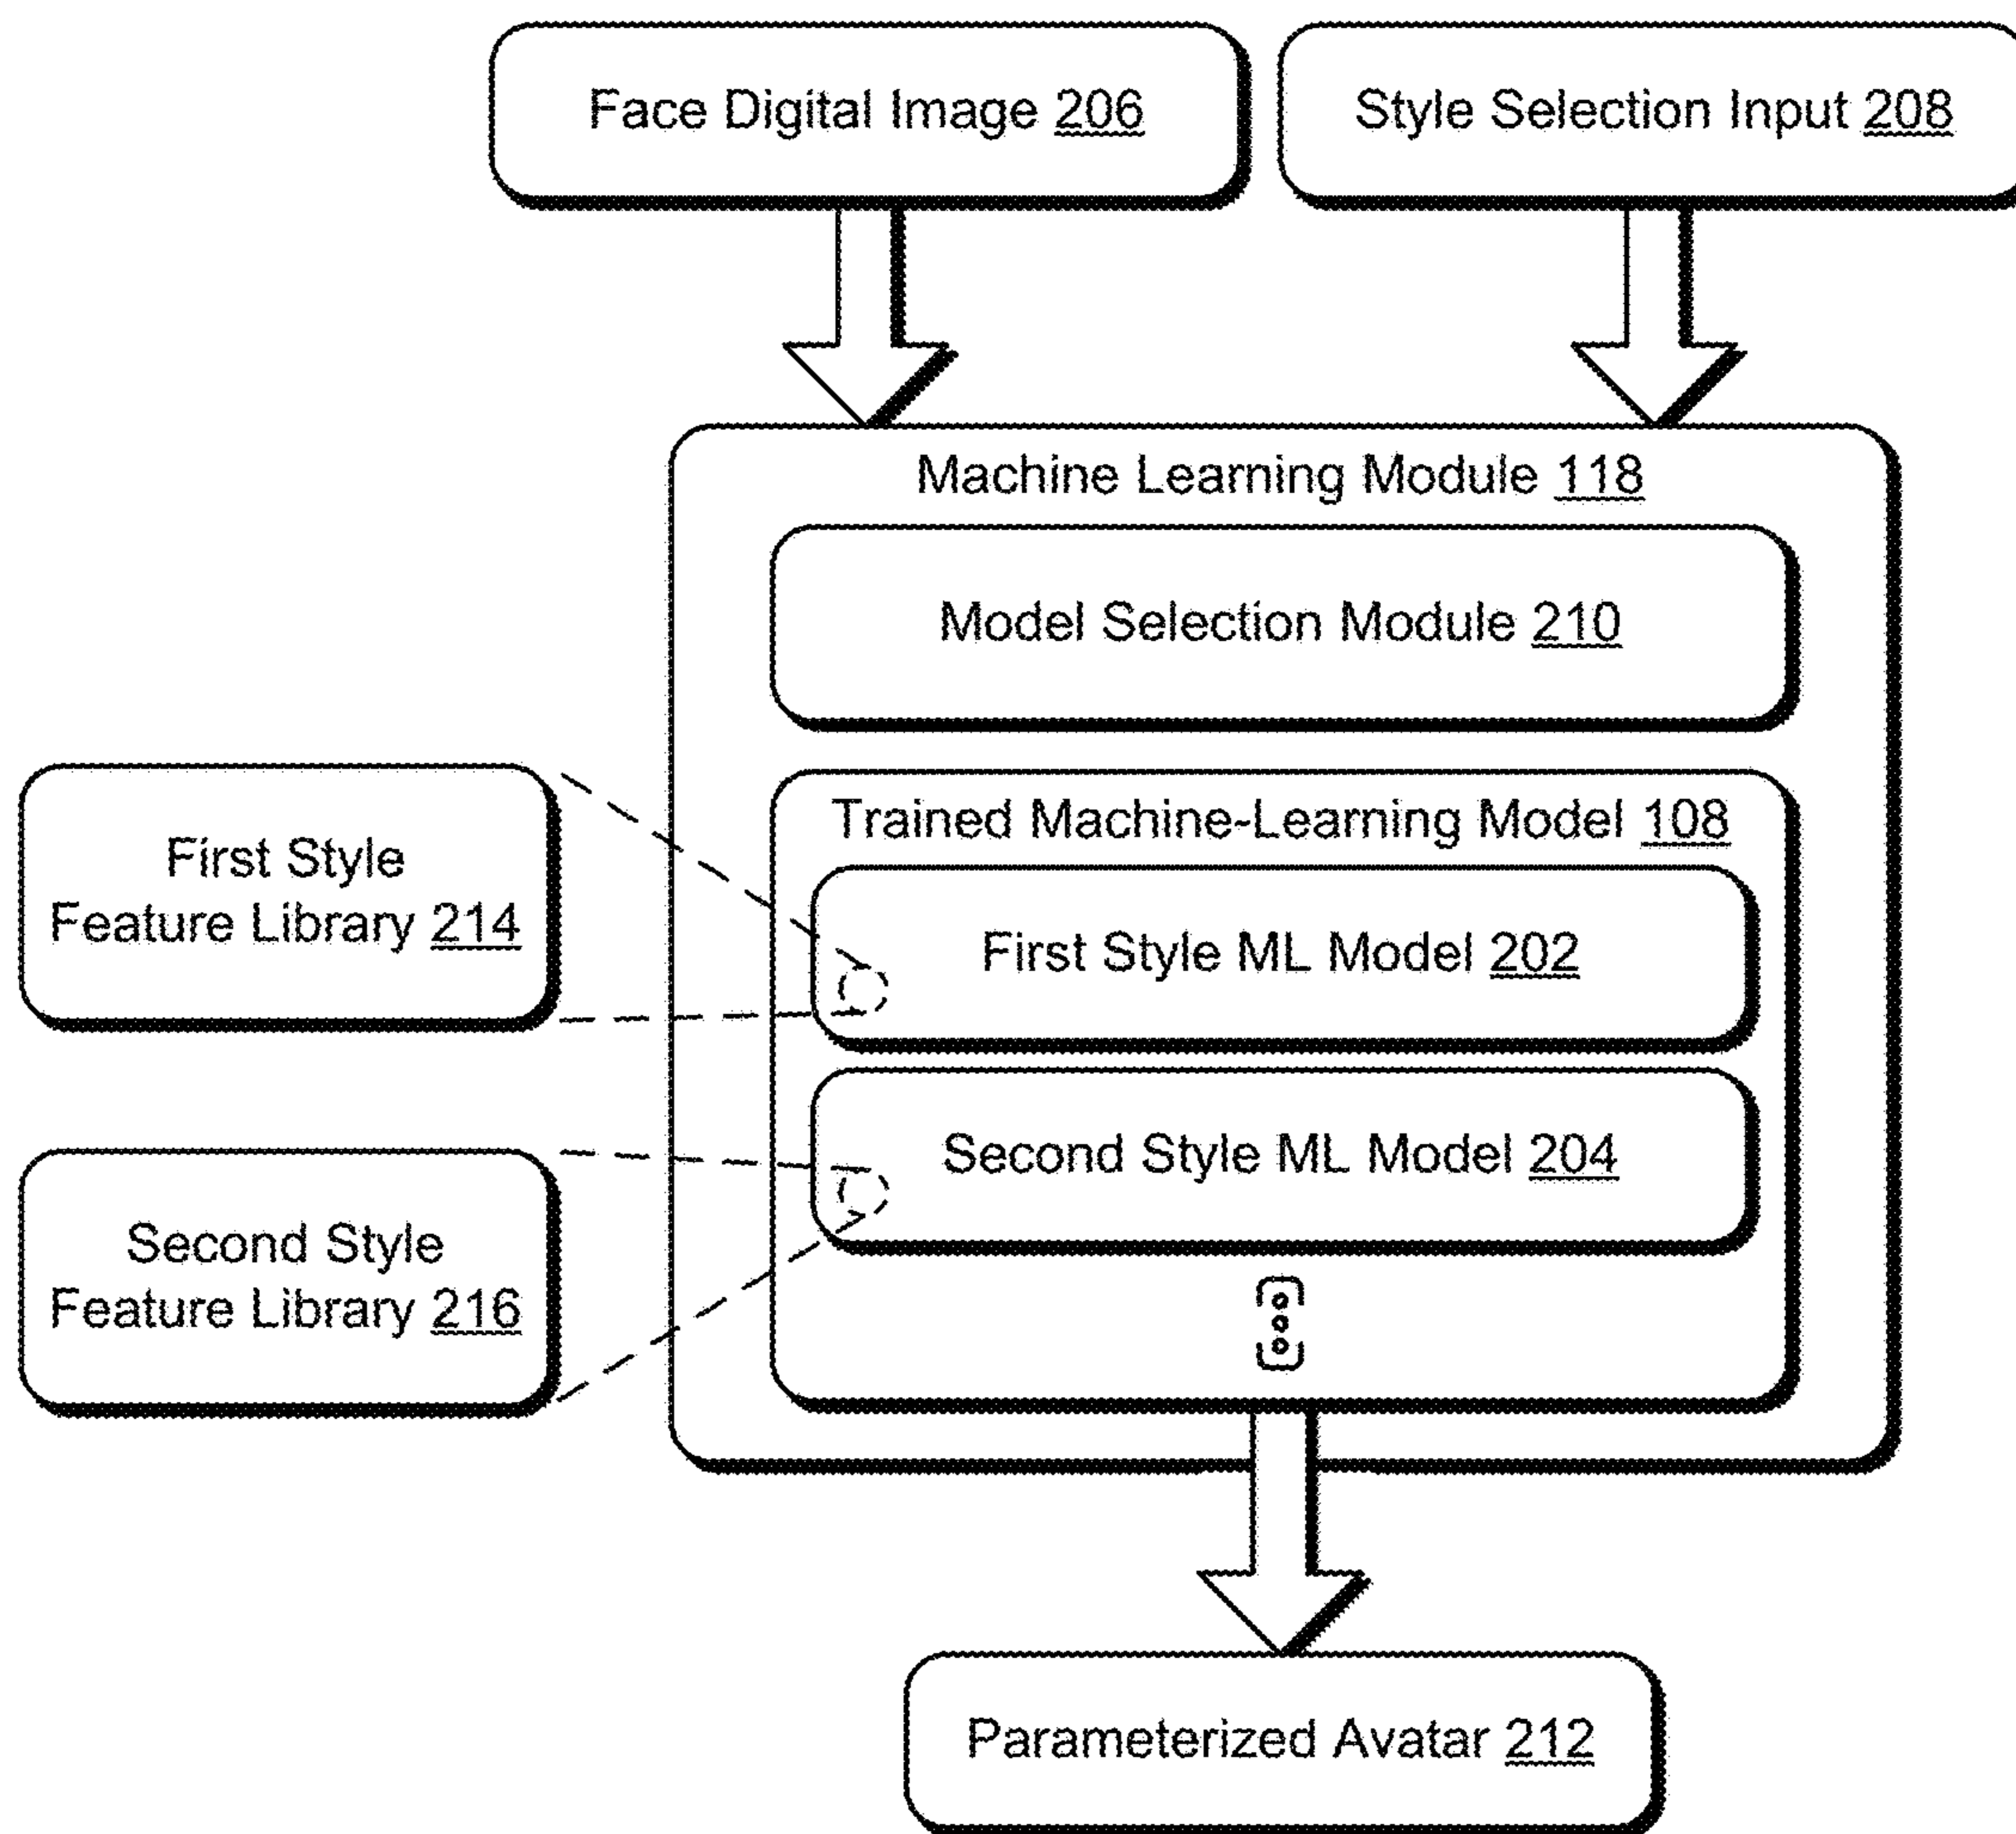 Face Digital Image 206
Style Selection Input 208
Machine Learning Module 118
Model Selection Module 210
Trained Machine-Learning Model 108
First Style
Feature Library 214
First Style ML Model 202
Second Style ML Model 204
Second Style
Feature Library 216
Parameterized Avatar 212